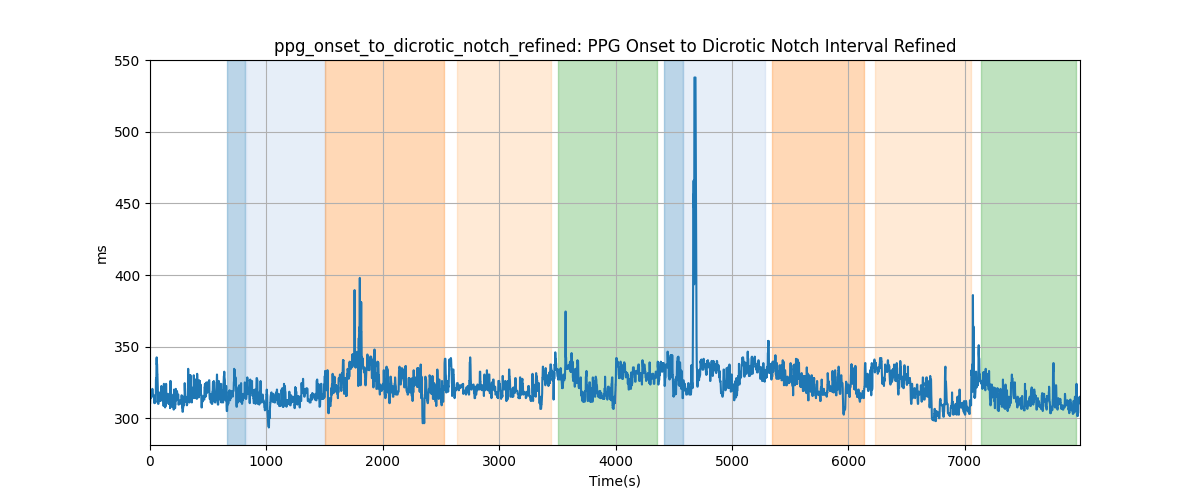 ppg_onset_to_dicrotic_notch_refined: PPG Onset to Dicrotic Notch Interval Refined
550
500
450
400
350
300
ms
0 1000 2000 3000 4000 5000 6000 7000
Time(s)